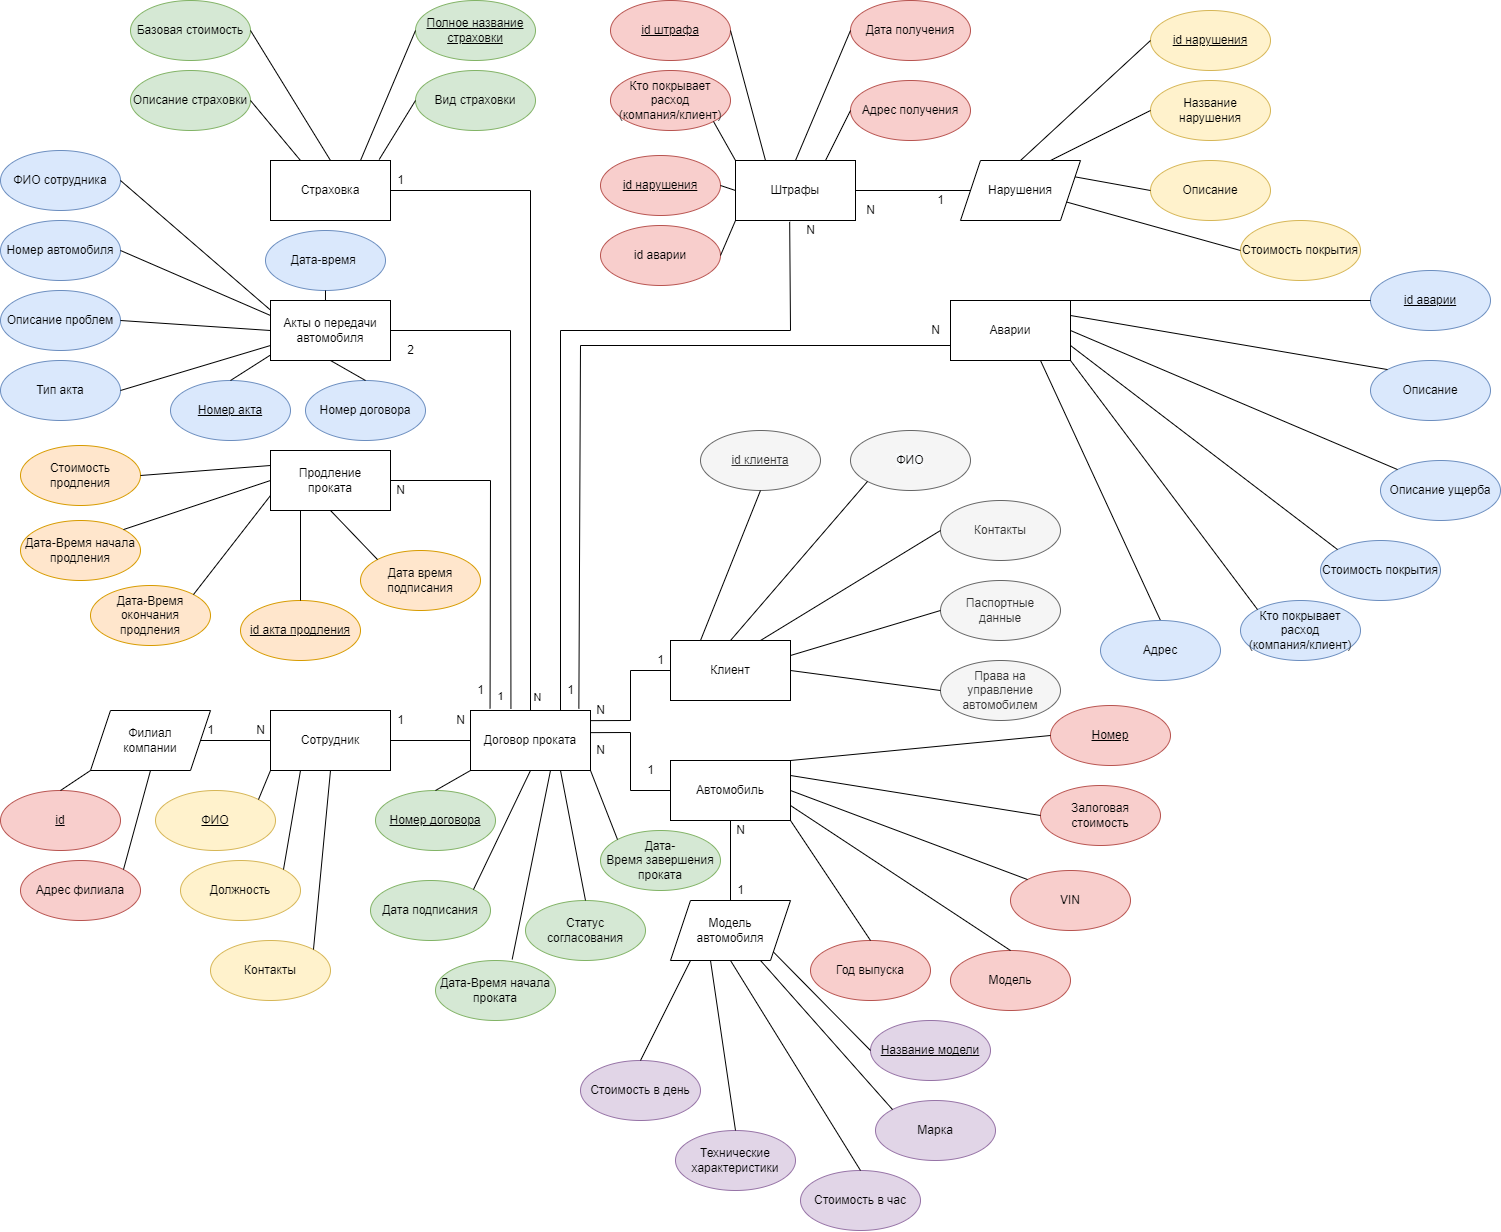 Базовая стоимость
Полное название
страховки
Описание страховки
Вид страховки
Страховка
1
id штрафа
Дата получения
Кто покрывает
расход
(компания/клиент)
Адрес получения
id нарушения
id аварии
Штрафы
N
N
1
Нарушения
id нарушения
Название
нарушения
Описание
Стоимость покрытия
ФИО сотрудника
Номер автомобиля
Дата-время
Описание проблем
Акты о передачи
автомобиля
2
Тип акта
Номер акта
Номер договора
N
Аварии
id аварии
Описание
Описание ущерба
Стоимость покрытия
Кто покрывает
расход
(компания/клиент)
Адрес
Стоимость
продления
Продление
проката
N
Дата-Время начала
продления
Дата-Время
окончания
продления
id акта продления
Дата время
подписания
id клиента
ФИО
Контакты
Паспортные
данные
Права на
управление
автомобилем
Клиент
1
1
1
N
1
N
Филиал
компании
1
N
Сотрудник
1
N
Договор проката
N
1
Автомобиль
N
1
id
Адрес филиала
ФИО
Должность
Контакты
Номер договора
Дата подписания
Дата-Время начала
проката
Статус
согласования
Дата-
Время завершения
проката
Номер
Залоговая
стоимость
VIN
Модель
Год выпуска
Модель
автомобиля
Название модели
Марка
Стоимость в час
Технические
характеристики
Стоимость в день